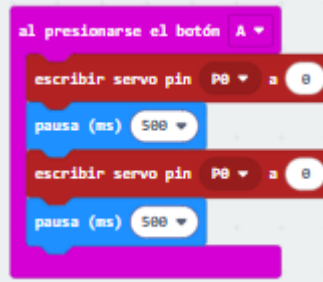 al presionarse el botón A
escribir servo pin P0 a 0
pausa (ms) 500
escribir servo pin P0 a 0
pausa (ms) 500